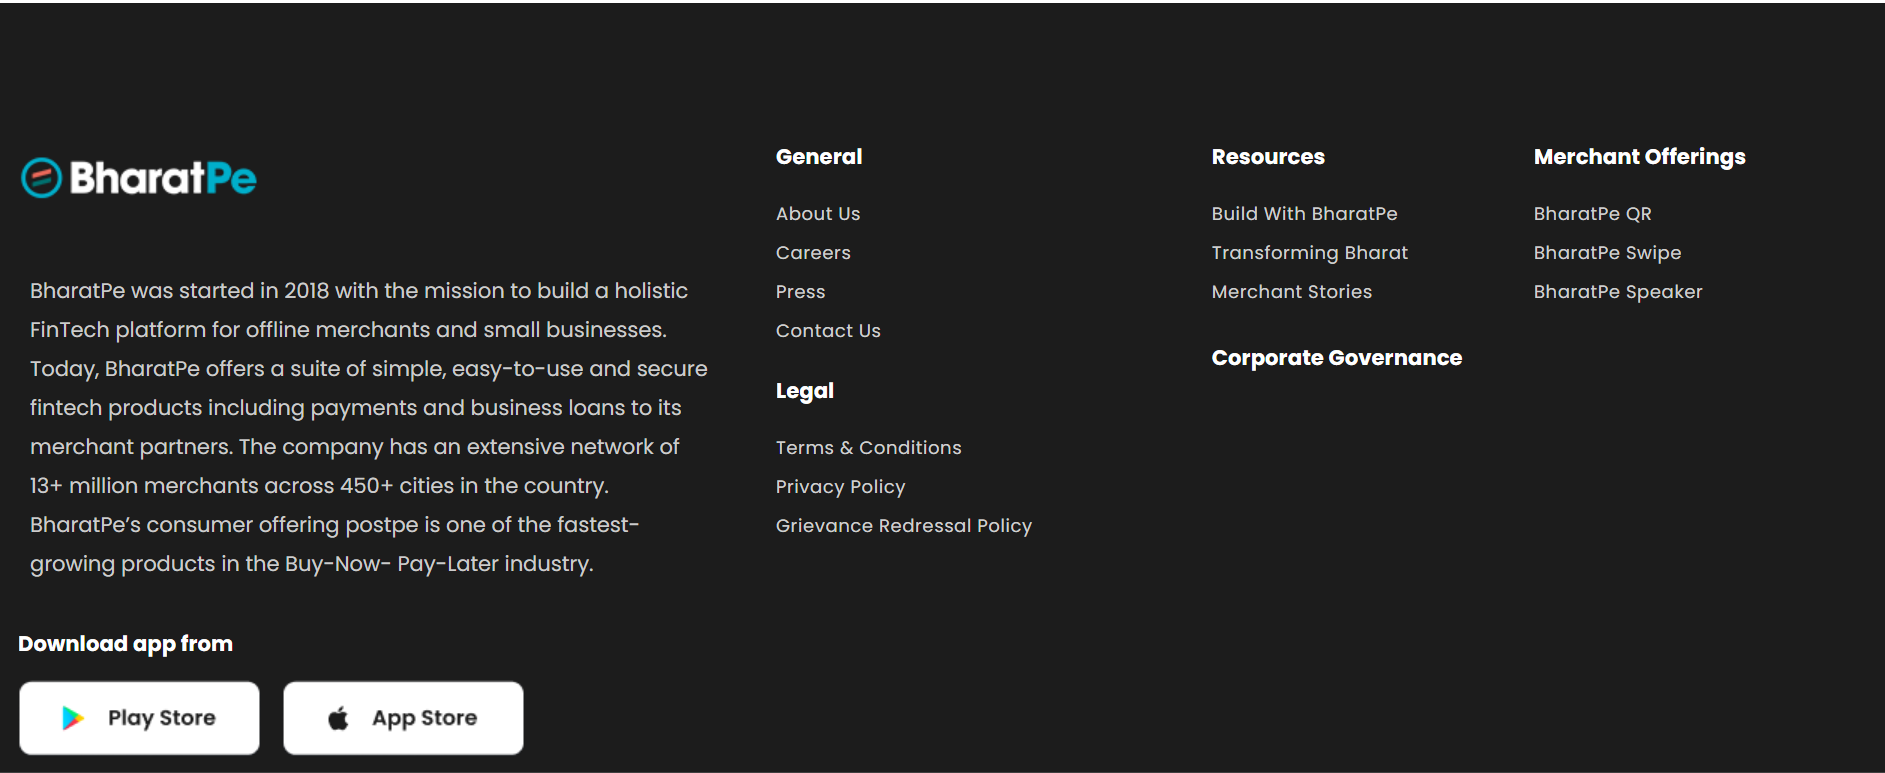 BharatPe
BharatPe was started in 2018 with the mission to build a holistic
FinTech platform for offline merchants and small businesses.
Today, BharatPe offers a suite of simple, easy-to-use and secure
fintech products including payments and business loans to its
merchant partners. The company has an extensive network of
13+ million merchants across 450+ cities in the country.
BharatPe’s consumer offering postpe is one of the fastest-
growing products in the Buy-Now- Pay-Later industry.
Download app from
Play Store
App Store
General
About Us
Careers
Press
Contact Us
Legal
Terms & Conditions
Privacy Policy
Grievance Redressal Policy
Resources
Build With BharatPe
Transforming Bharat
Merchant Stories
Corporate Governance
Merchant Offerings
BharatPe QR
BharatPe Swipe
BharatPe Speaker